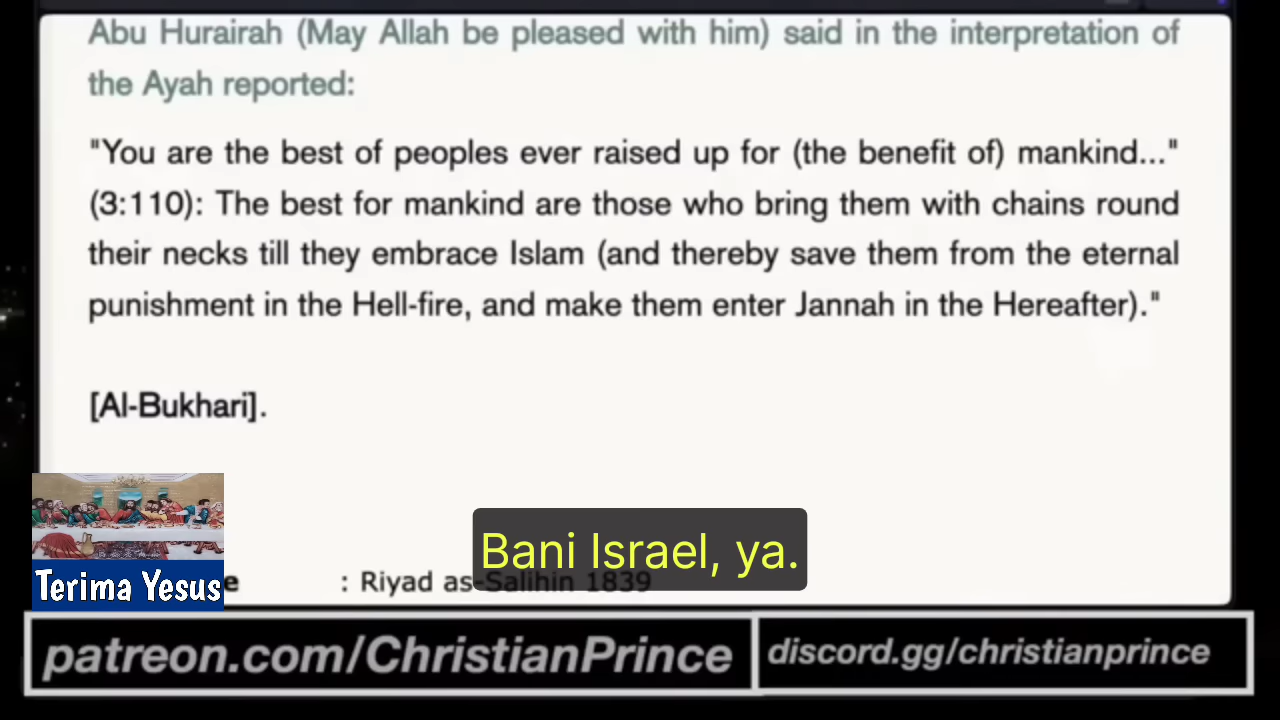 Abu Hurairah (May Allah be pleased with him) said in the interpretation of
the Ayah reported:
"You are the best of peoples ever raised up for (the benefit of) mankind..."
(3:110): The best for mankind are those who bring them with chains round
their necks till they embrace Islam (and thereby save them from the eternal
punishment in the Hell-fire, and make them enter Jannah in the Hereafter)."
[Al-Bukhari].
Bani Israel, ya.
Terima Yesus
e : Riyad as-Salihin 1839
patreon.com/ChristianPrince
discord.gg/christianprince